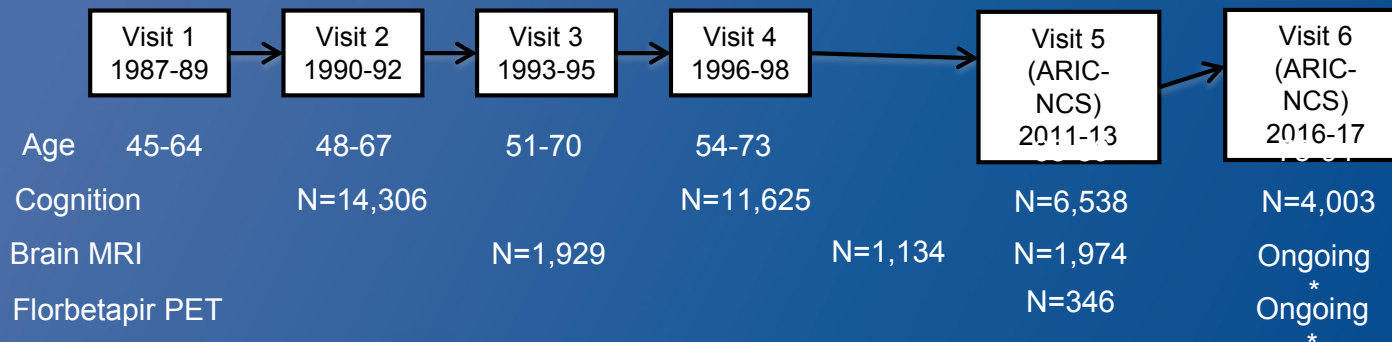 Visit 1
1987-89
Visit 2
1990-92
Visit 3
1993-95
Visit 4
1996-98
Visit 5
(ARIC-
NCS)
2011-13
Visit 6
(ARIC-
NCS)
2016-17
Age 45-64 48-67 51-70 54-73
Cognition N=14,306 N=11,625 N=6,538 N=4,003
Brain MRI N=1,929 N=1,134 N=1,974 Ongoing
*
Florbetapir PET N=346 Ongoing
*